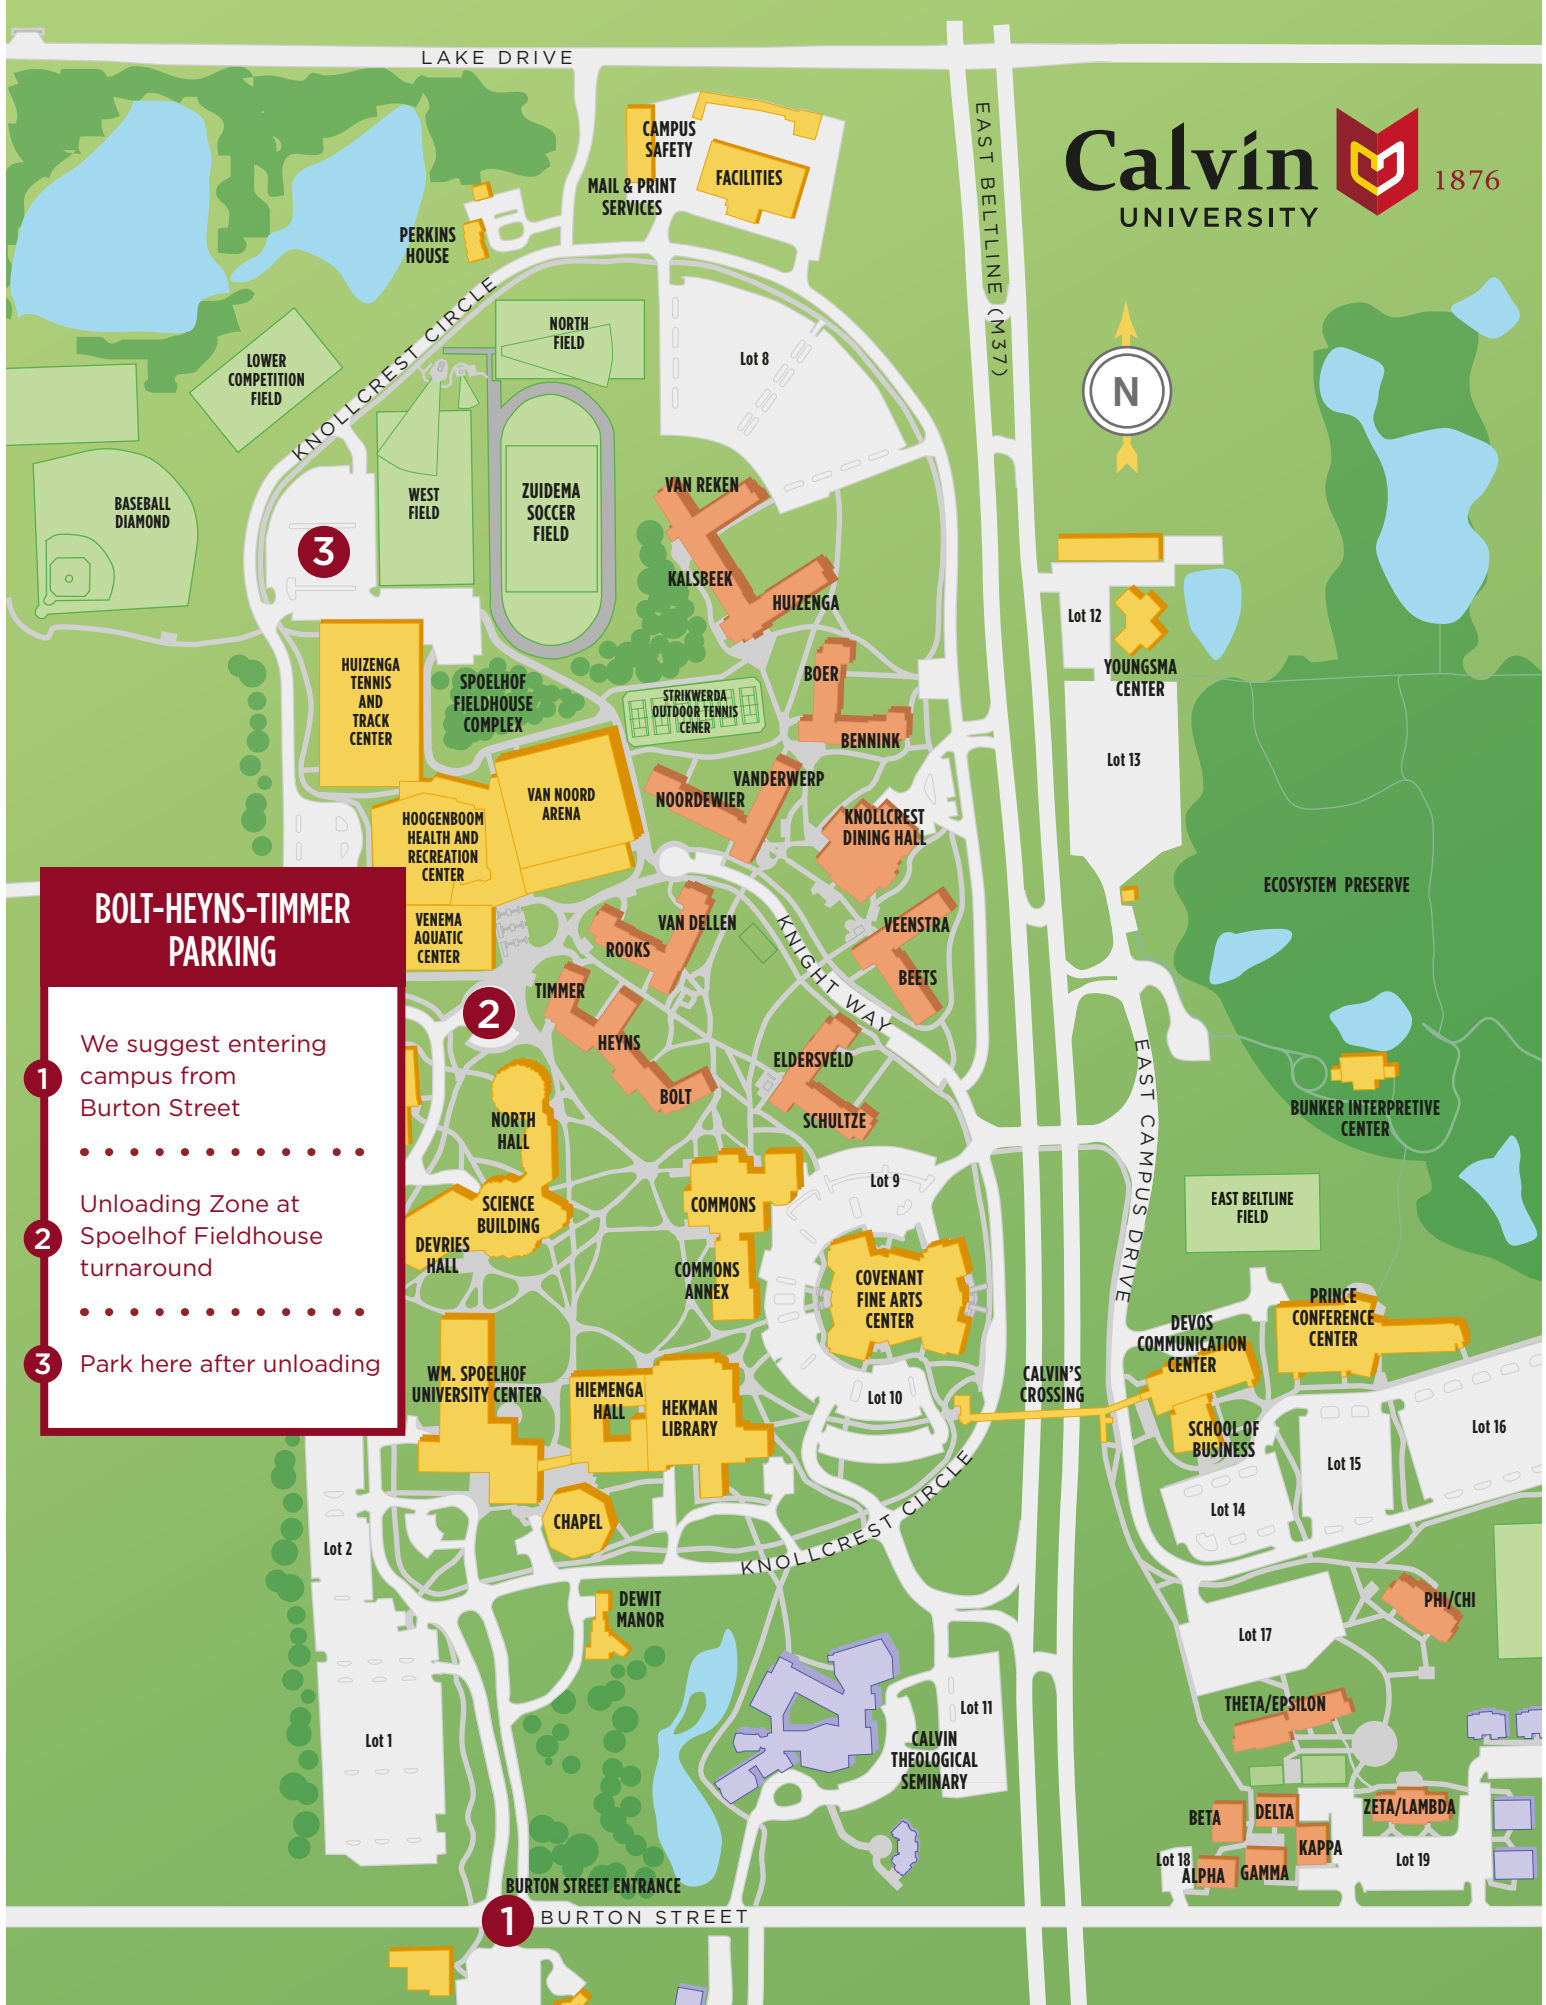 LAKE DRIVE
EAST BELTLINE (M37)
Calvin
UNIVERSITY
1876
CAMPUS
SAFETY
FACILITIES
MAIL & PRINT
SERVICES
PERKINS
HOUSE
KNOLLCREST CIRCLE
NORTH
FIELD
LOWER
COMPETITION
FIELD
Lot 8
N
BASEBALL
DIAMOND
WEST
FIELD
ZUIDEMA
SOCCER
FIELD
VAN REKEN
3
KALSBEEK
HUIZENGA
Lot 12
YOUNGSMA
CENTER
HUIZENGA
TENNIS
AND
TRACK
CENTER
SPOELHOF
FIELDHOUSE
COMPLEX
STRIKWERDA
OUTDOOR TENNIS
CENER
BOER
BENNINK
Lot 13
VAN NOORD
ARENA
NOORDEWIER
VANDERWERP
KNOLLCREST
DINING HALL
HOOGENBOOM
HEALTH AND
RECREATION
CENTER
ECOSYSTEM PRESERVE
BOLT-HEYNS-TIMMER
PARKING
1
We suggest entering
campus from
Burton Street
2
Unloading Zone at
Spoelhof Fieldhouse
turnaround
3
Park here after unloading
VENEMA
AQUATIC
CENTER
VAN DELLEN
ROOKS
KNIGHT WAY
VEENSTRA
BEETS
TIMMER
2
HEYNS
BOLT
ELDERSVELD
SCHULTZE
EAST CAMPUS DRIVE
BUNKER INTERPRETIVE
CENTER
NORTH
HALL
SCIENCE
BUILDING
DEVRIES
HALL
COMMONS
COMMONS
ANNEX
Lot 9
COVENANT
FINE ARTS
CENTER
EAST BELTLINE
FIELD
PRINCE
CONFERENCE
CENTER
DEVOS
COMMUNICATION
CENTER
WM. SPOELHOF
UNIVERSITY CENTER
HIEMENGA
HALL
HEKMAN
LIBRARY
Lot 10
CALVIN'S
CROSSING
SCHOOL OF
BUSINESS
Lot 16
Lot 15
Lot 14
CHAPEL
KNOLLCREST CIRCLE
Lot 2
DEWIT
MANOR
PHI/CHI
Lot 17
THETA/EPSILON
Lot 1
Lot 11
CALVIN
THEOLOGICAL
SEMINARY
BETA
DELTA
ZETA/LAMBDA
KAPPA
Lot 18
ALPHA
GAMMA
Lot 19
BURTON STREET ENTRANCE
1
BURTON STREET